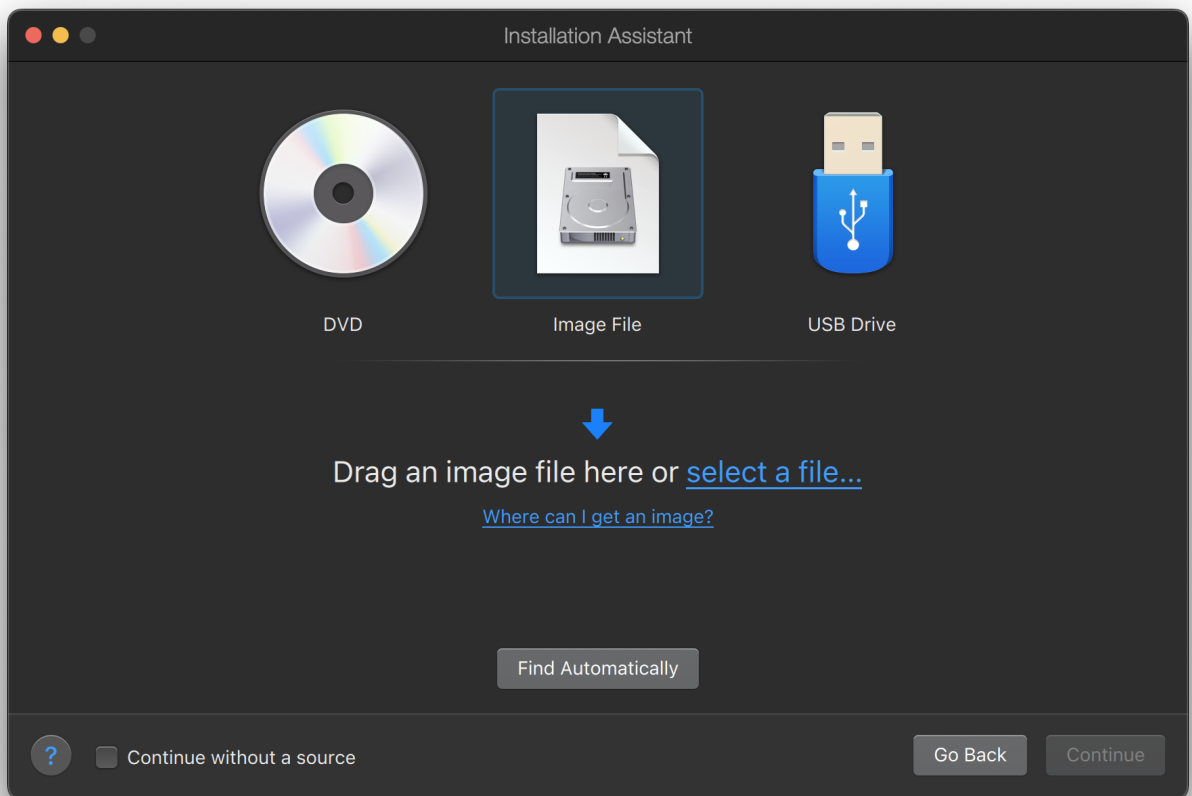 Installation Assistant
DVD
Image File
USB Drive
Drag an image file here or select a file...
Where can I get an image?
Find Automatically
? Continue without a source Go Back Continue